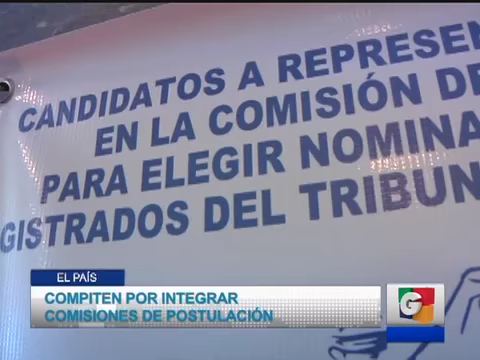 CANDIDATOS A REPRESEN
EN LA COMISIÓN DE
PARA ELEGIR NOMINA
GISTRADOS DEL TRIBUN
EL PAÍS
COMPITEN POR INTEGRAR
COMISIONES DE POSTULACIÓN
G